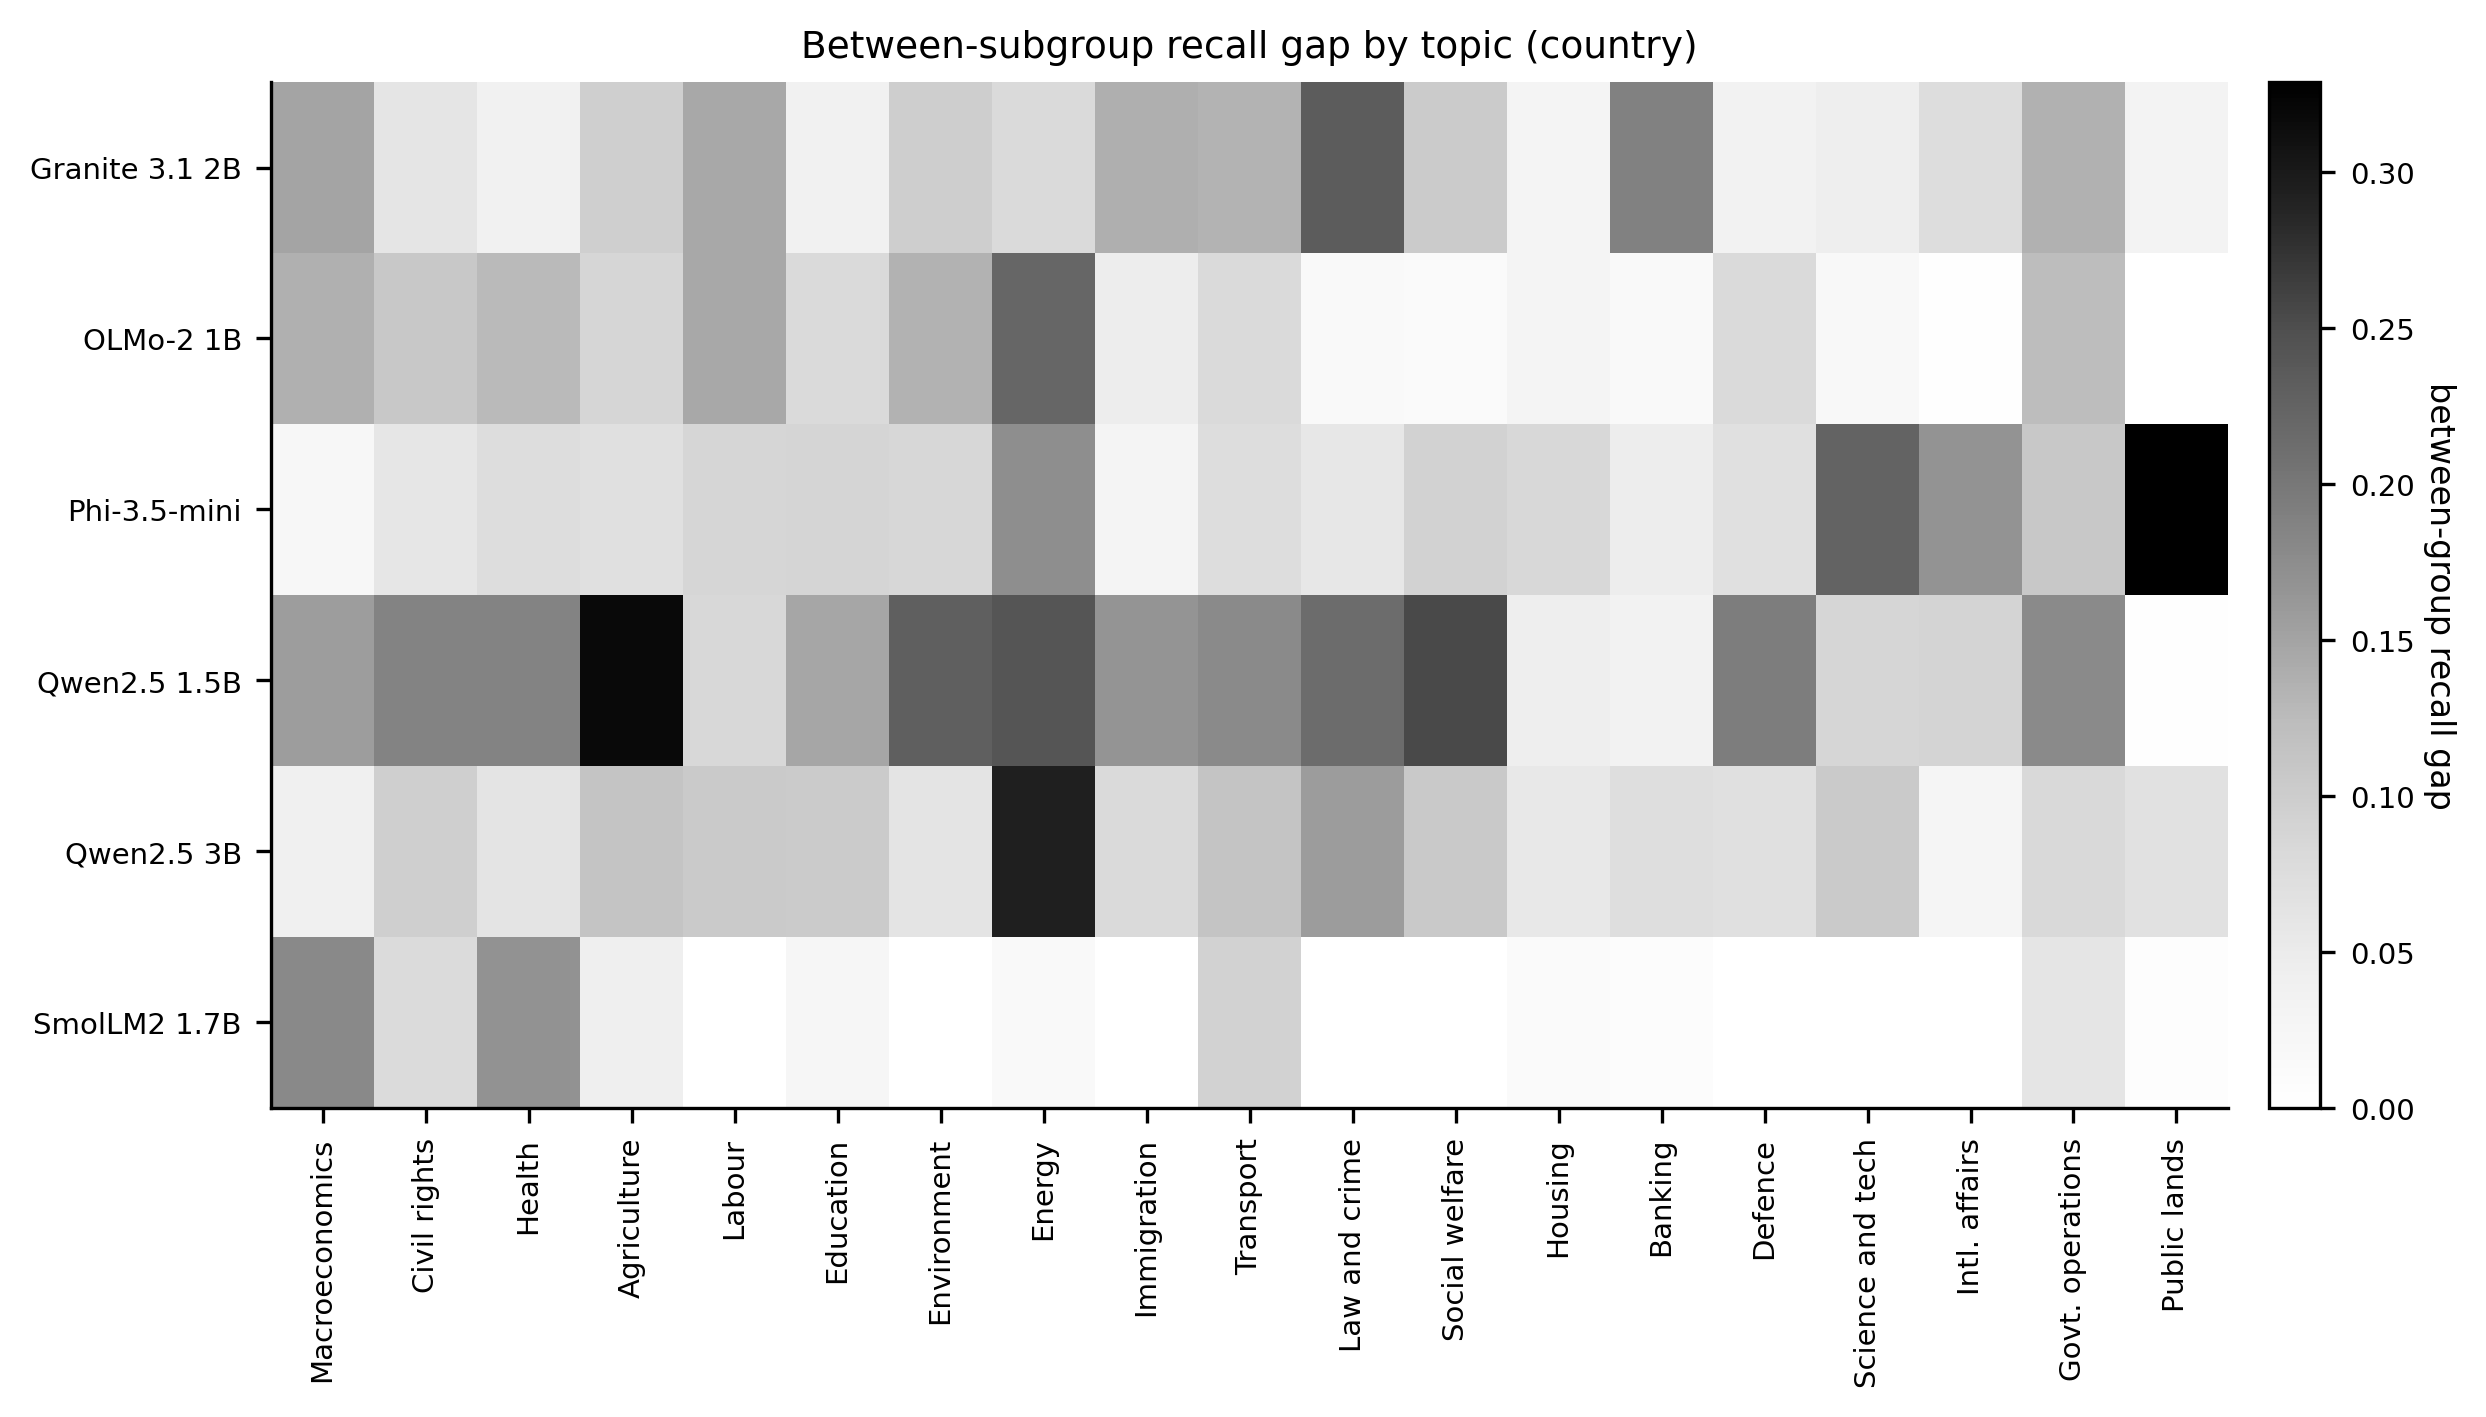 Between-subgroup recall gap by topic (country)
Granite 3.1 2B
OLMo-2 1B
Phi-3.5-mini
Qwen2.5 1.5B
Qwen2.5 3B
SmolLM2 1.7B
Macroeconomics
Civil rights
Health
Agriculture
Labour
Education
Environment
Energy
Immigration
Transport
Law and crime
Social welfare
Housing
Banking
Defence
Science and tech
Intl. affairs
Govt. operations
Public lands
0.30
0.25
0.20
0.15
0.10
0.05
0.00
between-group recall gap